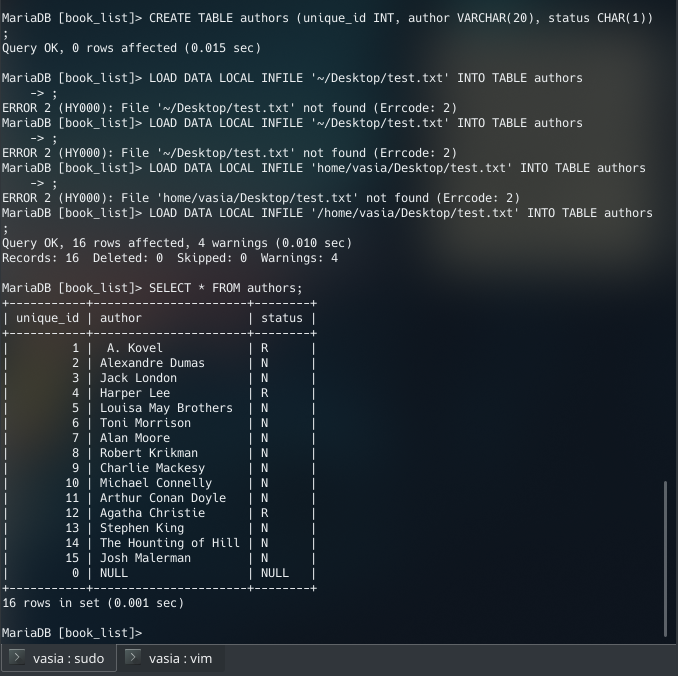 MariaDB [book_list]> CREATE TABLE authors (unique_id INT, author VARCHAR(20), status CHAR(1))
;
Query OK, 0 rows affected (0.015 sec)
MariaDB [book_list]> LOAD DATA LOCAL INFILE '~/Desktop/test.txt' INTO TABLE authors
    -> ;
ERROR 2 (HY000): File '~/Desktop/test.txt' not found (Errcode: 2)
MariaDB [book_list]> LOAD DATA LOCAL INFILE '~/Desktop/test.txt' INTO TABLE authors
    -> ;
ERROR 2 (HY000): File '~/Desktop/test.txt' not found (Errcode: 2)
MariaDB [book_list]> LOAD DATA LOCAL INFILE 'home/vasia/Desktop/test.txt' INTO TABLE authors
    -> ;
ERROR 2 (HY000): File 'home/vasia/Desktop/test.txt' not found (Errcode: 2)
MariaDB [book_list]> LOAD DATA LOCAL INFILE '/home/vasia/Desktop/test.txt' INTO TABLE authors
;
Query OK, 16 rows affected, 4 warnings (0.010 sec)
Records: 16  Deleted: 0  Skipped: 0  Warnings: 4
MariaDB [book_list]> SELECT * FROM authors;
+-----------+----------------------+--------+
| unique_id | author               | status |
+-----------+----------------------+--------+
|         1 |  A. Kovel            | R      |
|         2 | Alexandre Dumas      | N      |
|         3 | Jack London          | N      |
|         4 | Harper Lee           | R      |
|         5 | Louisa May Brothers  | N      |
|         6 | Toni Morrison        | N      |
|         7 | Alan Moore           | N      |
|         8 | Robert Krikman       | N      |
|         9 | Charlie Mackesy      | N      |
|        10 | Michael Connelly     | N      |
|        11 | Arthur Conan Doyle   | N      |
|        12 | Agatha Christie      | R      |
|        13 | Stephen King         | N      |
|        14 | The Hounting of Hill | N      |
|        15 | Josh Malerman        | N      |
|         0 | NULL                 | NULL   |
+-----------+----------------------+--------+
16 rows in set (0.001 sec)
MariaDB [book_list]>
vasia : sudo
vasia : vim